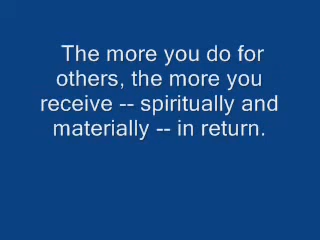 The more you do for
others, the more you
receive -- spiritually and
materially -- in return.